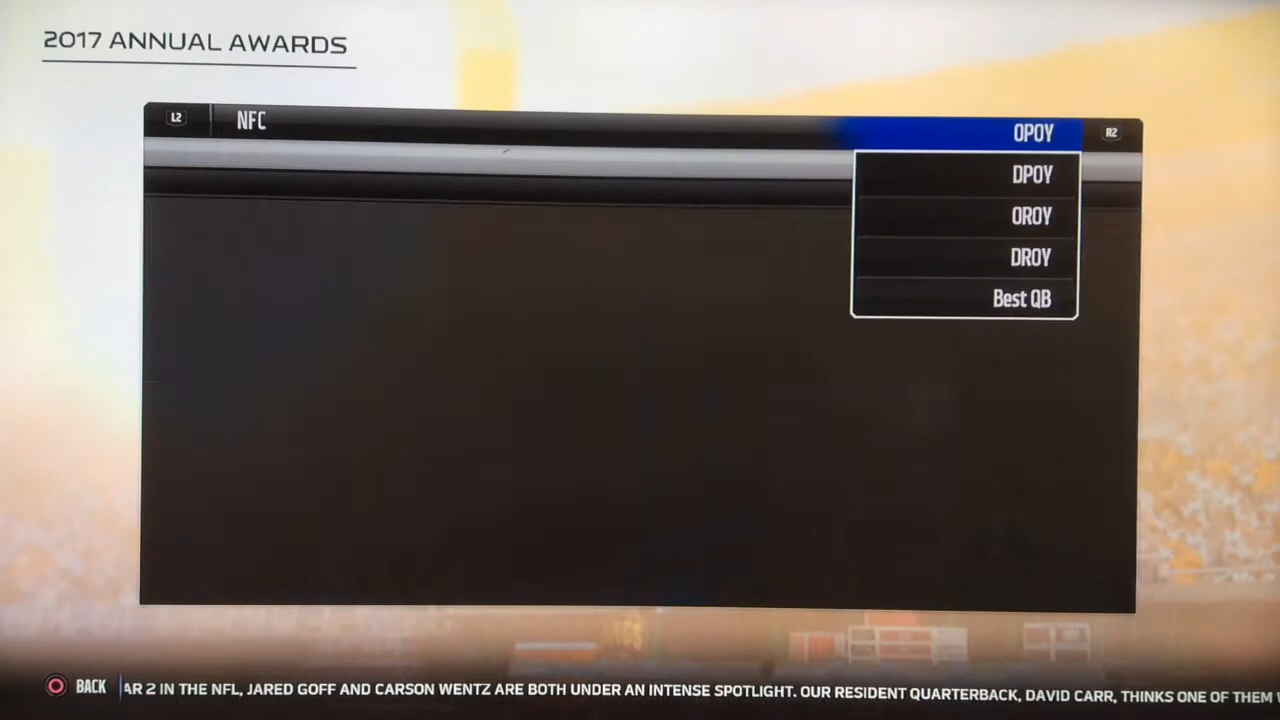 2017 ANNUAL AWARDS
L2 NFC OPOY R2
DPOY
OROY
DROY
Best QB
BACK AR 2 IN THE NFL, JARED GOFF AND CARSON WENTZ ARE BOTH UNDER AN INTENSE SPOTLIGHT. OUR RESIDENT QUARTERBACK, DAVID CARR, THINKS ONE OF THEM